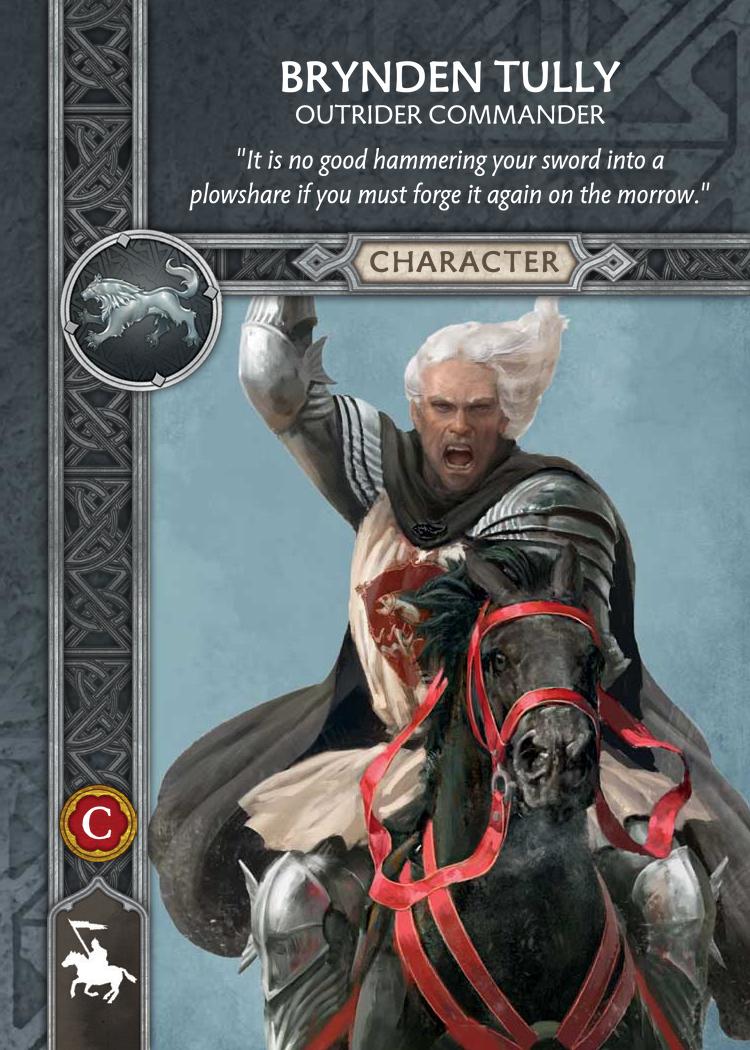 BRYNDEN TULLY
OUTRIDER COMMANDER
"It is no good hammering your sword into a
plowshare if you must forge it again on the morrow."
CHARACTER
C